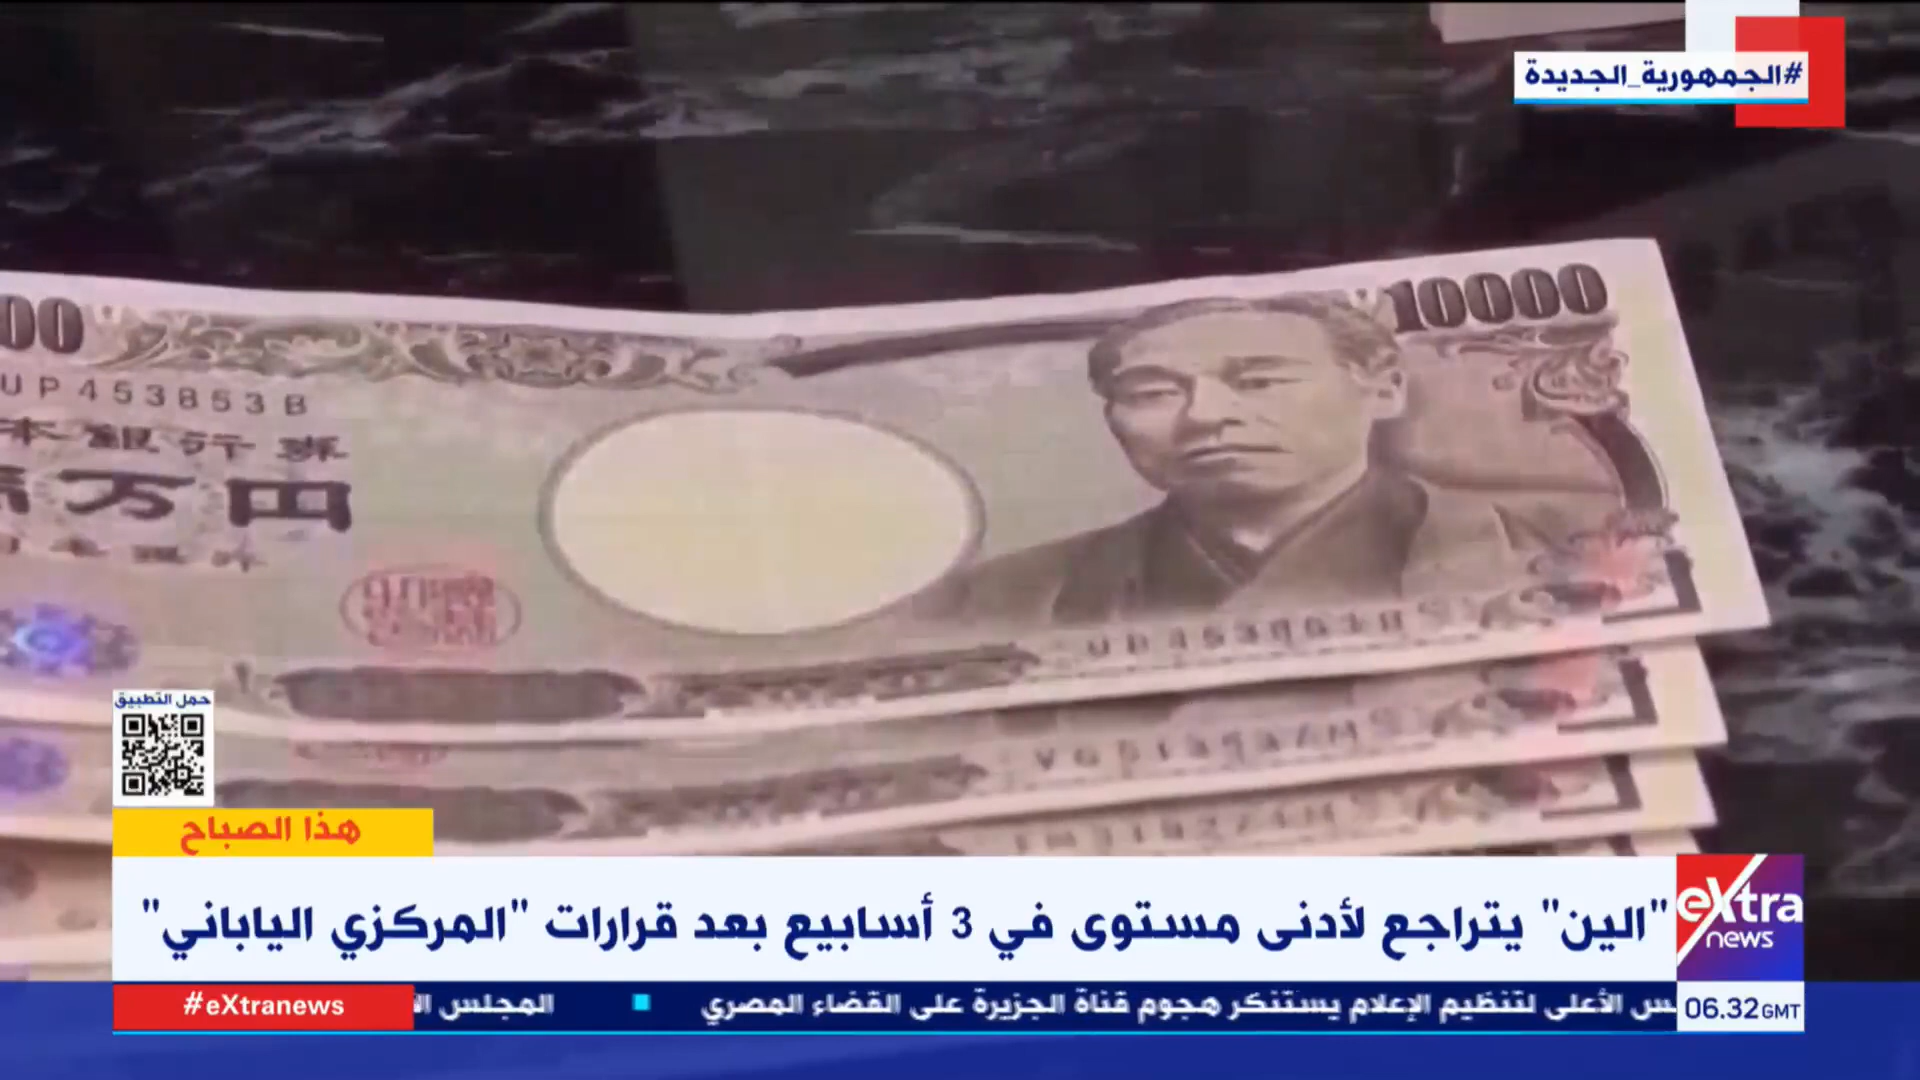 #الجمهورية_الجديدة
10000
00
UP453853B
本銀行券
万円
حمل التطبيق
هذا الصباح
"الين" يتراجع لأدنى مستوى في 3 أسابيع بعد قرارات "المركزي الياباني"
eXtra
news
#eXtranews
س الأعلى لتنظيم الإعلام يستنكر هجوم قناة الجزيرة على القضاء المصري
المجلس
06.32GMT